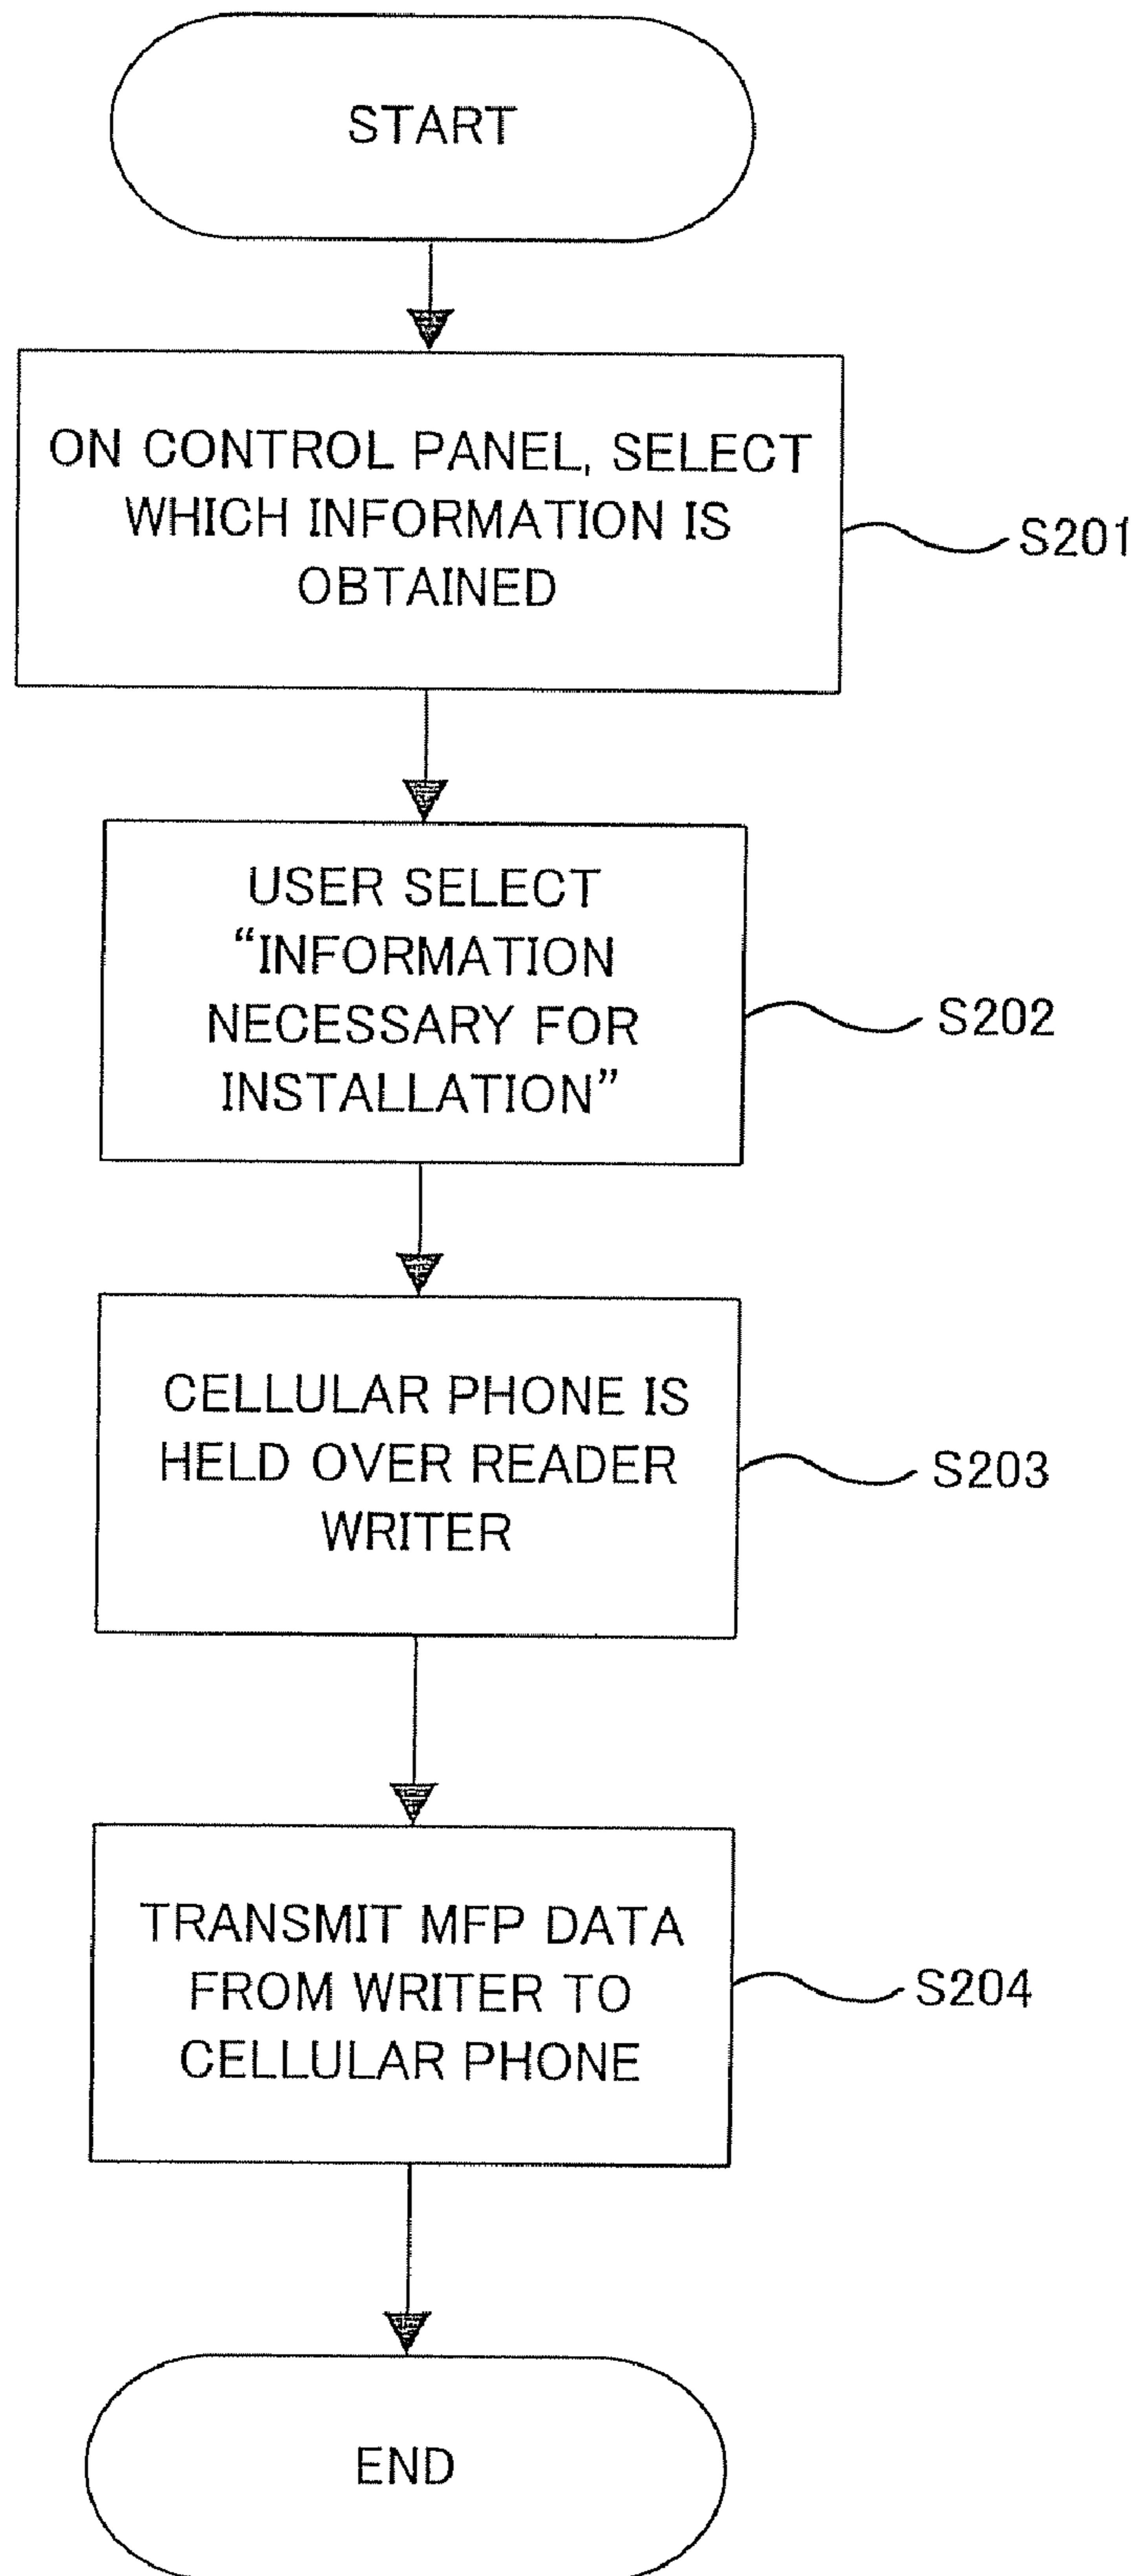 START
ON CONTROL PANEL, SELECT
WHICH INFORMATION IS
OBTAINED
S201
USER SELECT
“INFORMATION
NECESSARY FOR
INSTALLATION”
S202
CELLULAR PHONE IS
HELD OVER READER
WRITER
S203
TRANSMIT MFP DATA
FROM WRITER TO
CELLULAR PHONE
S204
END